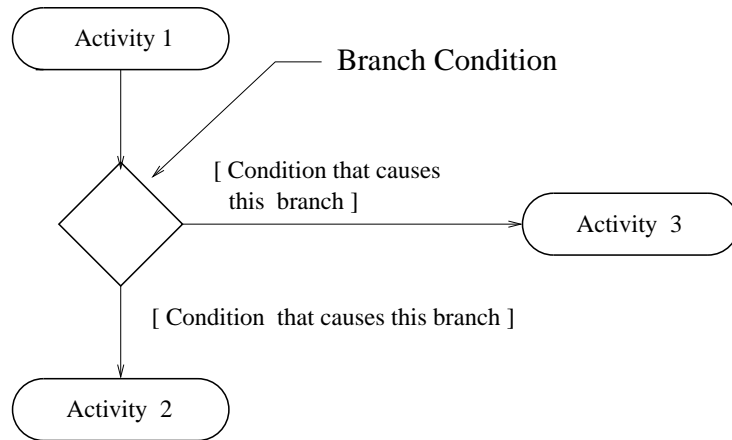 Activity 1
Branch Condition
[ Condition that causes
this branch ]
Activity 3
[ Condition that causes this branch ]
Activity 2